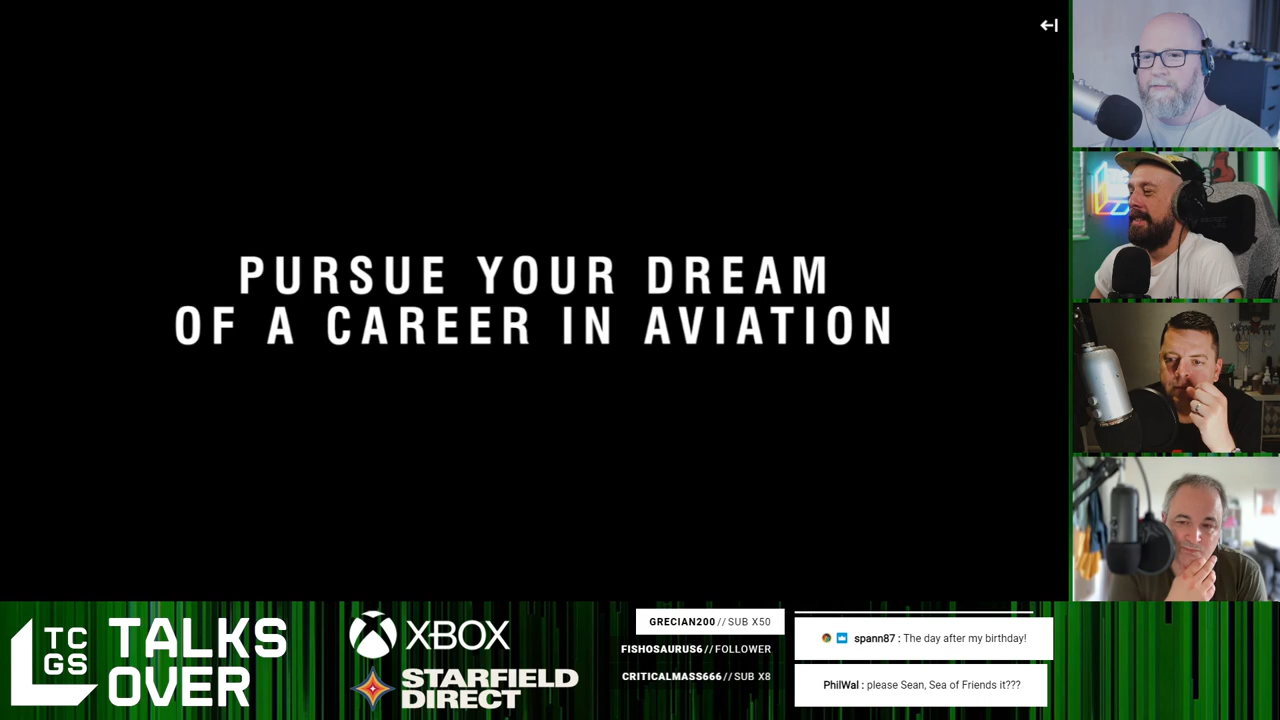 PURSUE YOUR DREAM
OF A CAREER IN AVIATION
TC
GS
TALKS
OVER
XBOX
STARFIELD
DIRECT
GRECIAN200 // SUB X50
FISHOSAURUS6 // FOLLOWER
CRITICALMASS666 // SUB X8
spann87 : The day after my birthday!
PhilWal : please Sean, Sea of Friends it???